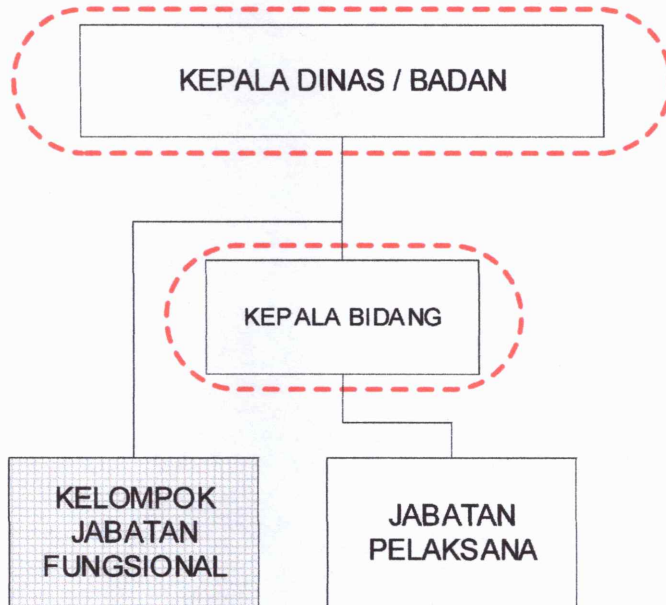 KEPALA DINAS / BADAN
KEPALA BIDANG
KELOMPOK
JABATAN
FUNGSIONAL
JABATAN
PELAKSANA